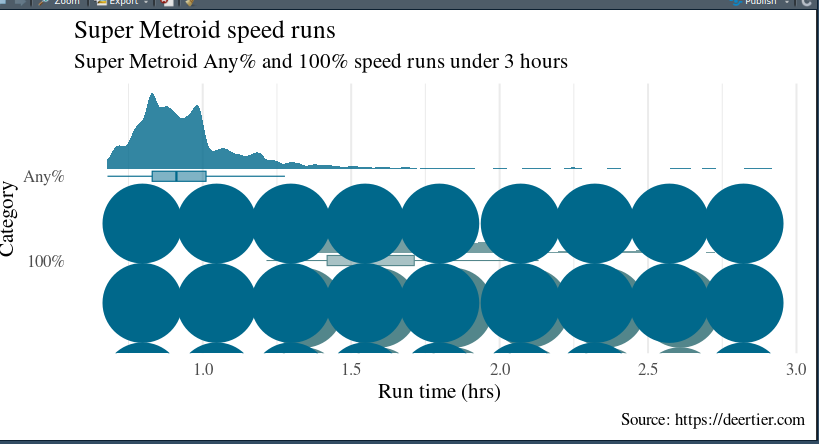 Zoom Export Publish
Super Metroid speed runs
Super Metroid Any% and 100% speed runs under 3 hours
Category
Any%
100%
1.0 1.5 2.0 2.5 3.0
Run time (hrs)
Source: https://deertier.com